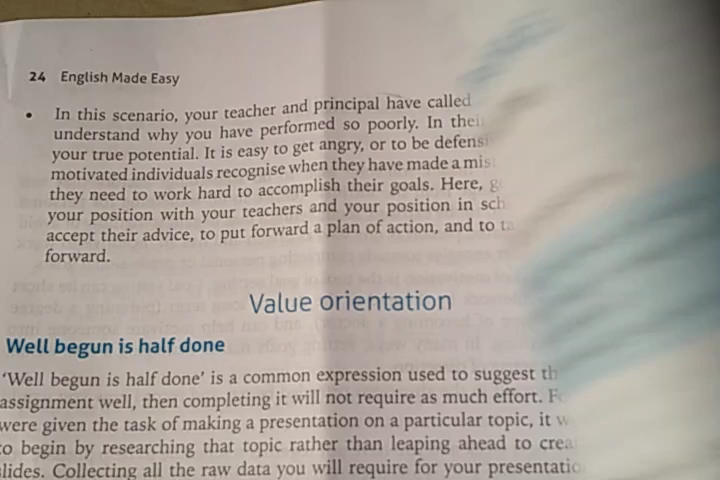 24 English Made Easy
• In this scenario, your teacher and principal have called
understand why you have performed so poorly. In
your true potential. It is easy to get angry, or to be
motivated individuals recognise when they have made a
they need to work hard to accomplish their goals. Here,
your position with your teachers and your position in
accept their advice, to put forward a plan of action, and to
forward.
Value orientation
Well begun is half done
'Well begun is half done' is a common expression used to suggest
assignment well, then completing it will not require as much effort.
were given the task of making a presentation on a particular topic, it
to begin by researching that topic rather than leaping ahead to
slides. Collecting all the raw data you will require for your